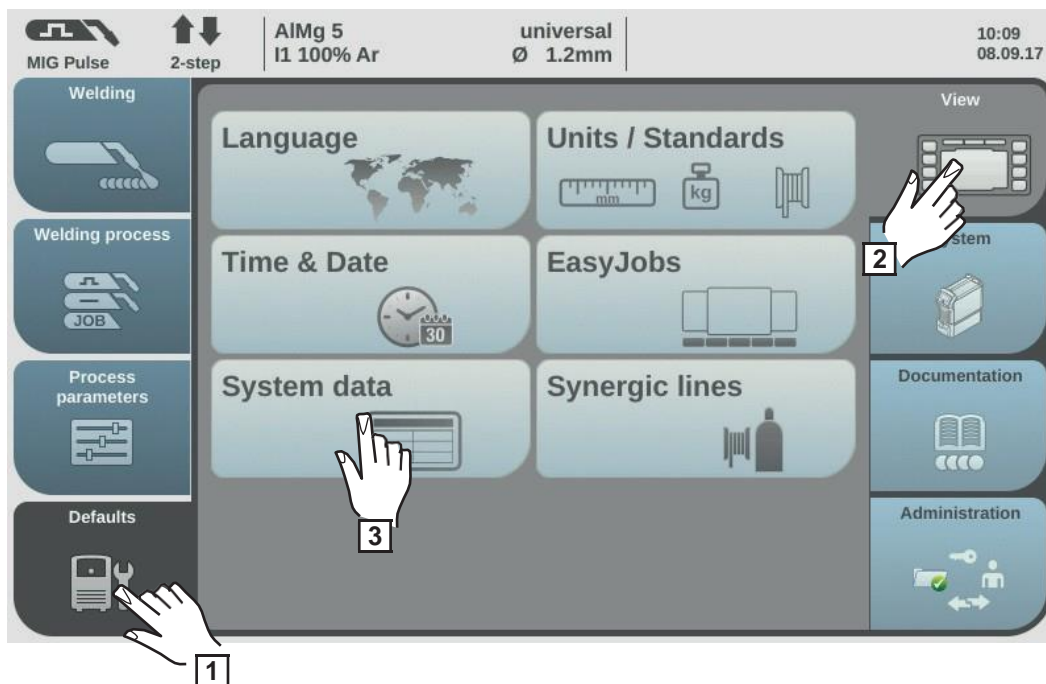 MIG Pulse
2-step
AlMg 5
I1 100% Ar
universal
Ø 1.2mm
10:09
08.09.17
Welding
Welding process
JOB
Process
parameters
Defaults
Language
Units / Standards
mm
kg
Time & Date
30
EasyJobs
System data
Synergic lines
View
2
stem
Documentation
Administration
3
1